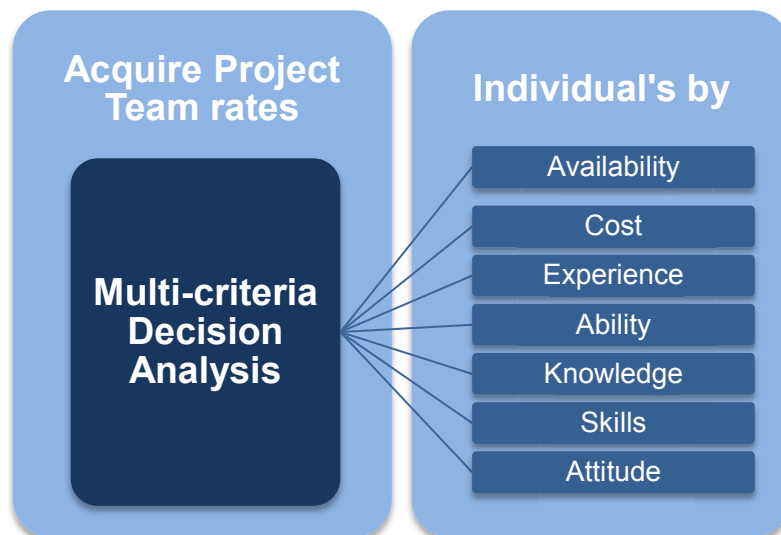 Acquire Project
Team rates
Multi-criteria
Decision
Analysis
Individual's by
Availability
Cost
Experience
Ability
Knowledge
Skills
Attitude